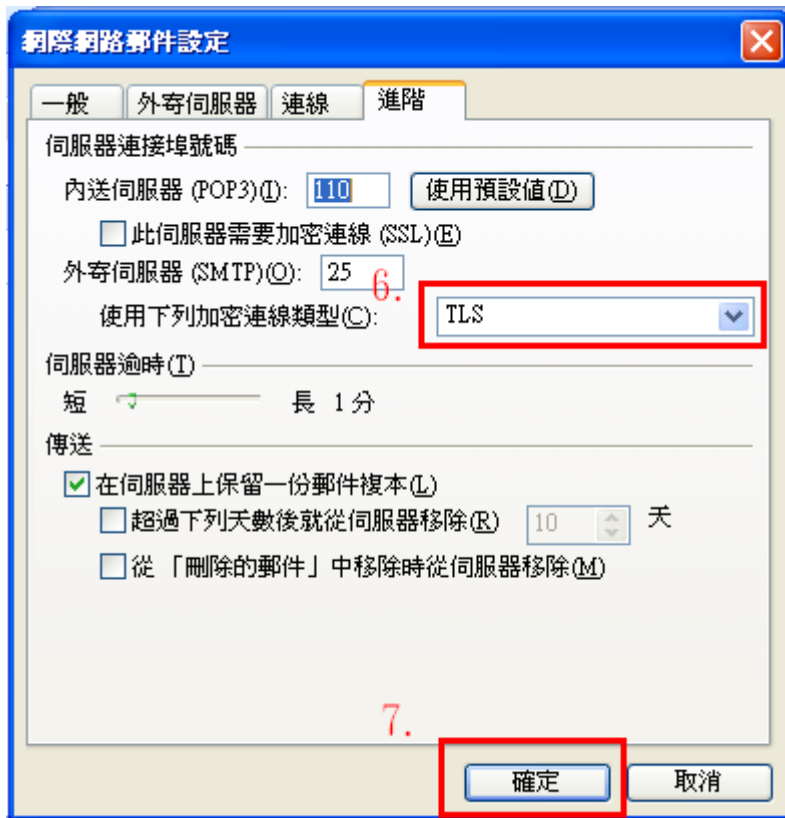 網際網路郵件設定
一般 外寄伺服器 連線 進階
伺服器連接埠號碼
內送伺服器 (POP3)(I): 110 使用預設值(D)
此伺服器需要加密連線 (SSL)(E)
外寄伺服器 (SMTP)(O): 25
6.
使用下列加密連線類型(C): TLS
伺服器逾時(T)
短 長 1 分
傳送
在伺服器上保留一份郵件複本(L)
超過下列天數後就從伺服器移除(R) 10 天
從「刪除的郵件」中移除時從伺服器移除(M)
7.
確定 取消